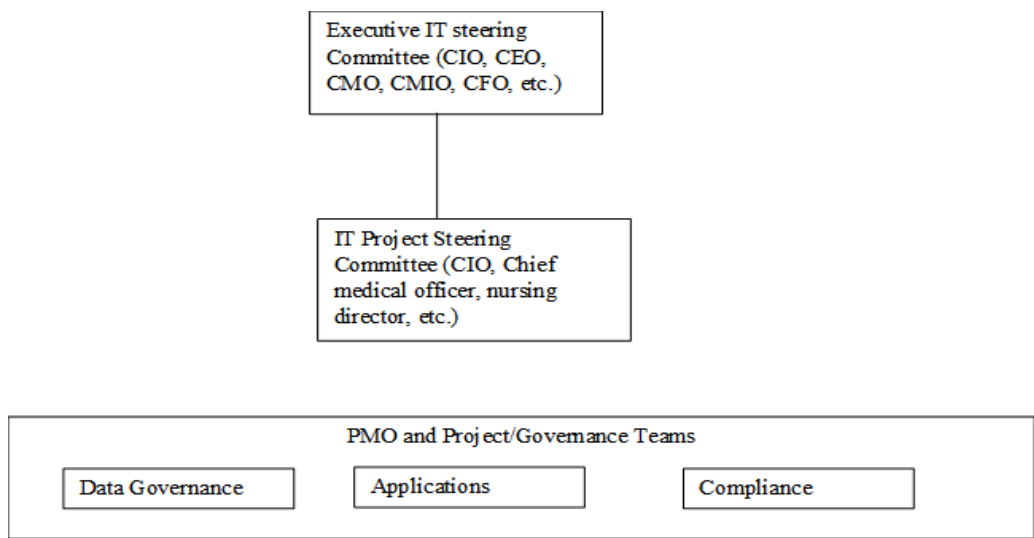 Executive IT steering
Committee (CIO, CEO,
CMO, CMIO, CFO, etc.)
IT Project Steering
Committee (CIO, Chief
medical officer, nursing
director, etc.)
PMO and Project/Governance Teams
Data Governance
Applications
Compliance